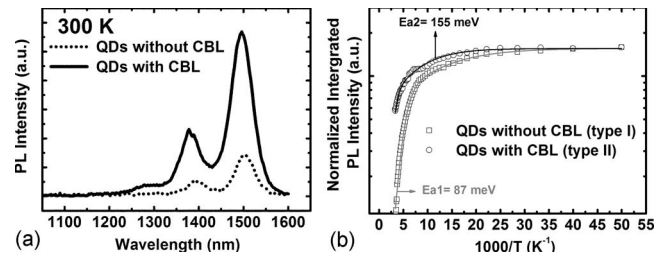 300 K
QDs without CBL
QDs with CBL
PL Intensity (a.u.)
1100 1200 1300 1400 1500 1600
Wavelength (nm)
(a)
Ea2= 155 meV
Normalized Intergrated
PL Intensity (a.u.)
QDs without CBL (type I)
QDs with CBL (type II)
Ea1= 87 meV
0 5 10 15 20 25 30 35 40 45 50 55
1000/T (K⁻¹)
(b)